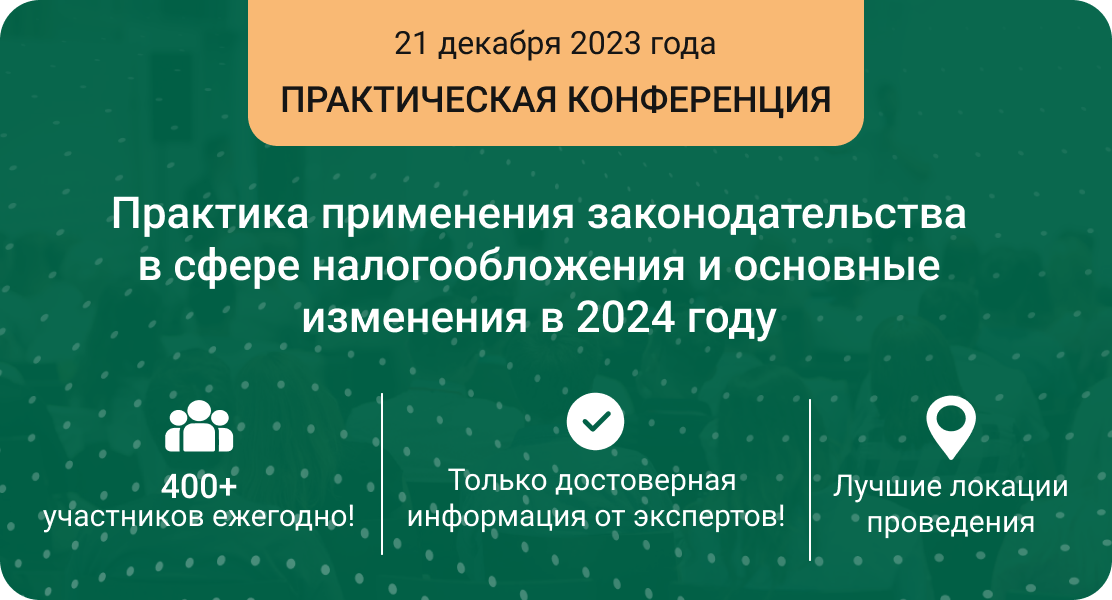 21 декабря 2023 года
ПРАКТИЧЕСКАЯ КОНФЕРЕНЦИЯ
Практика применения законодательства
в сфере налогообложения и основные
изменения в 2024 году
400+
участников ежегодно!
Только достоверная
информация от экспертов!
Лучшие локации
проведения